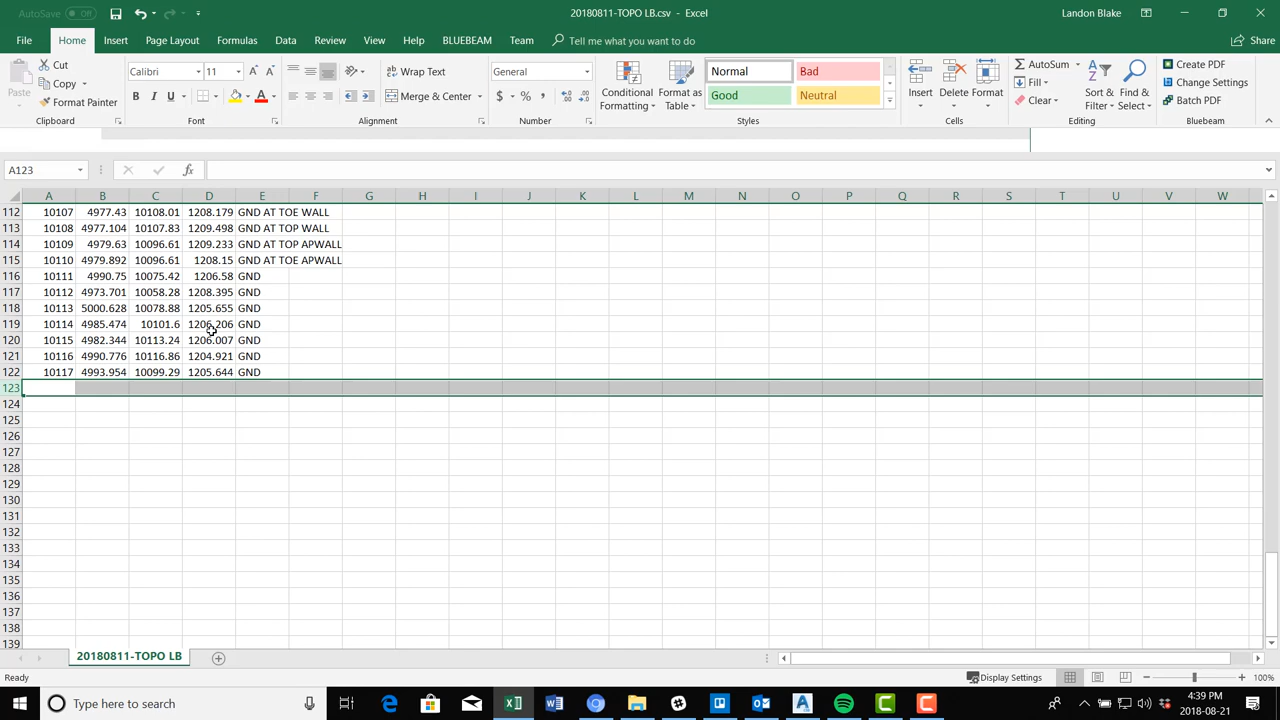 AutoSave Off 20180811-TOPO LB.csv - Excel Landon Blake
File Home Insert Page Layout Formulas Data Review View Help BLUEBEAM Team Tell me what you want to do Share
Paste
Cut
Copy
Format Painter
Clipboard
Calibri 11
B I U A
Font
Wrap Text
Merge & Center
Alignment
General
$ % ,
Number
Conditional Formatting
Format as Table
Normal Bad
Good Neutral
Styles
Insert Delete Format
Cells
AutoSum
Fill
Clear
Sort & Filter
Find & Select
Editing
Create PDF
Change Settings
Batch PDF
Bluebeam
A123 fx
A B C D E F G H I J K L M N O P Q R S T U V W
112 10107 4977.43 10108.01 1208.179 GND AT TOE WALL
113 10108 4977.104 10107.83 1209.498 GND AT TOP WALL
114 10109 4979.63 10096.61 1209.233 GND AT TOP APWALL
115 10110 4979.892 10096.61 1208.15 GND AT TOE APWALL
116 10111 4990.75 10075.42 1206.58 GND
117 10112 4973.701 10058.28 1208.395 GND
118 10113 5000.628 10078.88 1205.655 GND
119 10114 4985.474 10101.6 1206.206 GND
120 10115 4982.344 10113.24 1206.007 GND
121 10116 4990.776 10116.86 1204.921 GND
122 10117 4993.954 10099.29 1205.644 GND
123
124
125
126
127
128
129
130
131
132
133
134
135
136
137
138
139
20180811-TOPO LB
Ready Display Settings 100%
Type here to search
4:39 PM
2018-08-21